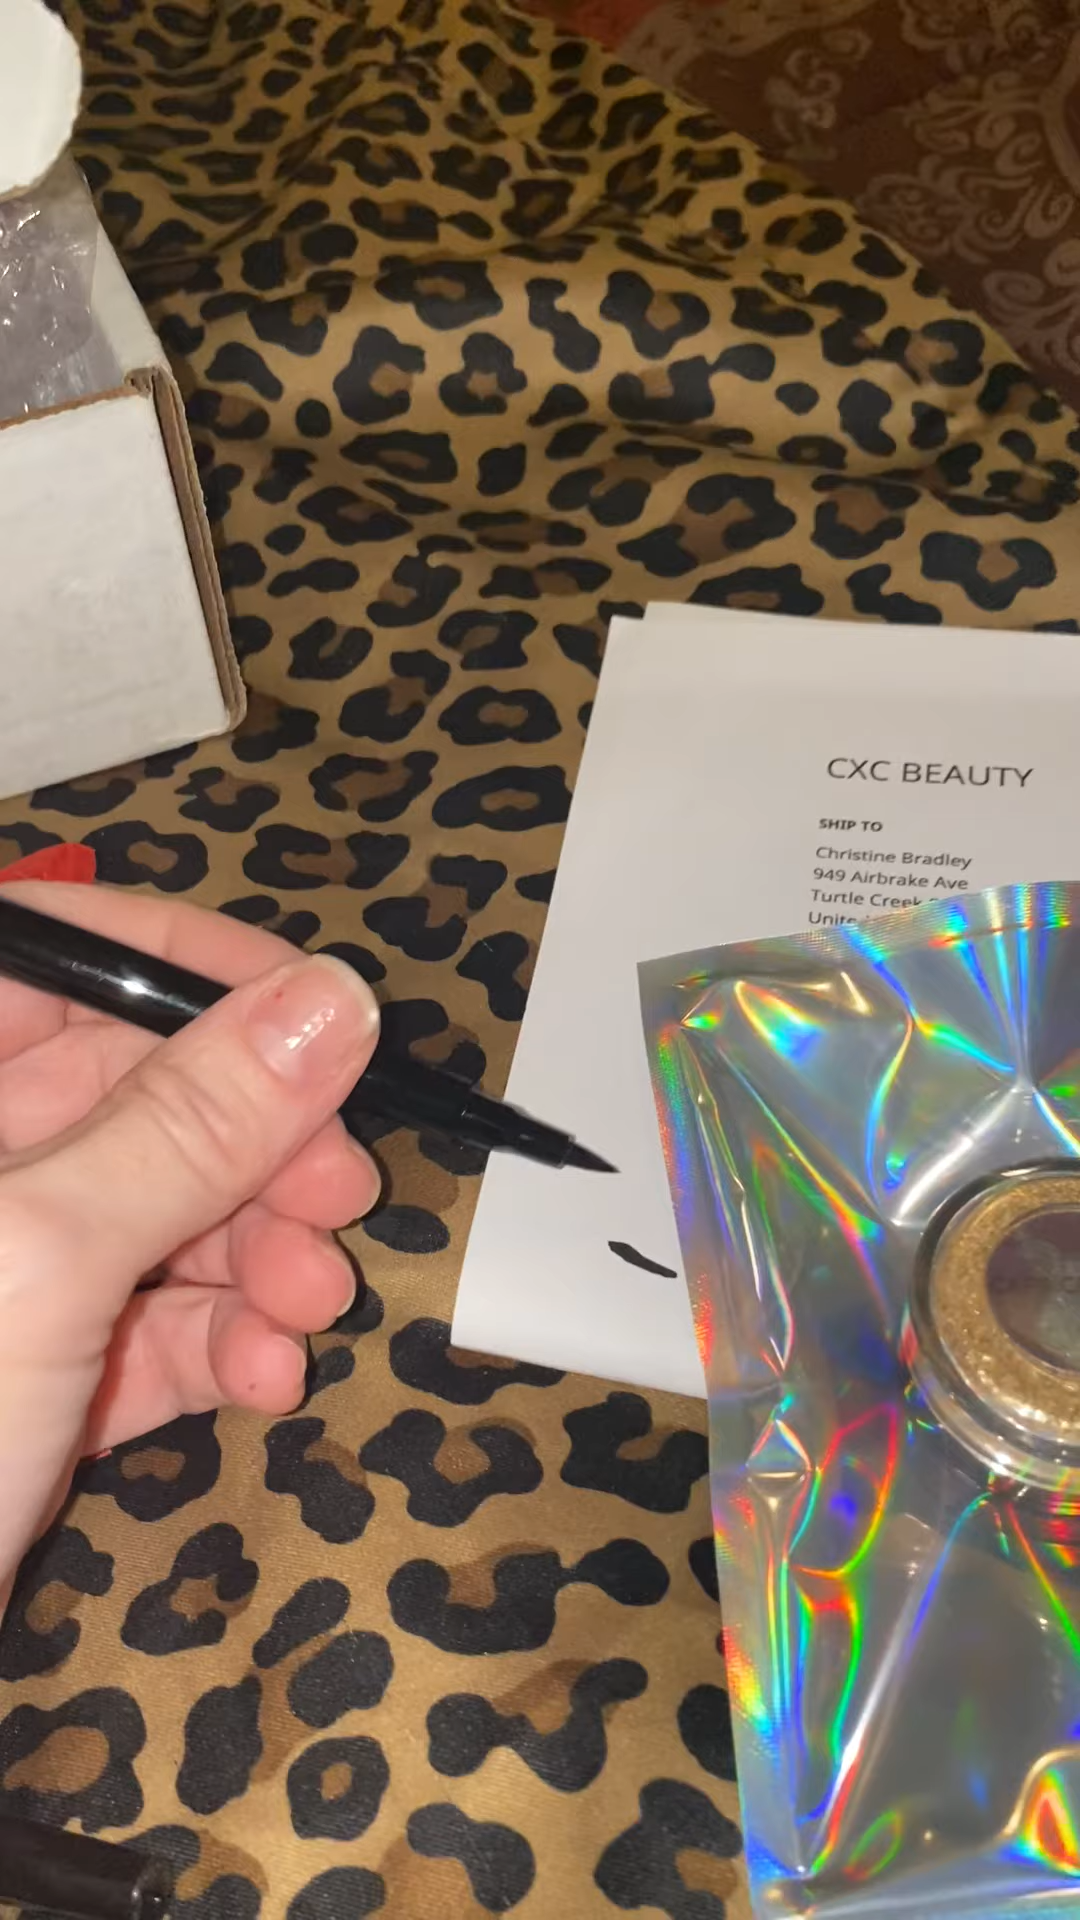 CXC BEAUTY
SHIP TO
Christine Bradley
949 Airbrake Ave
Turtle Creek